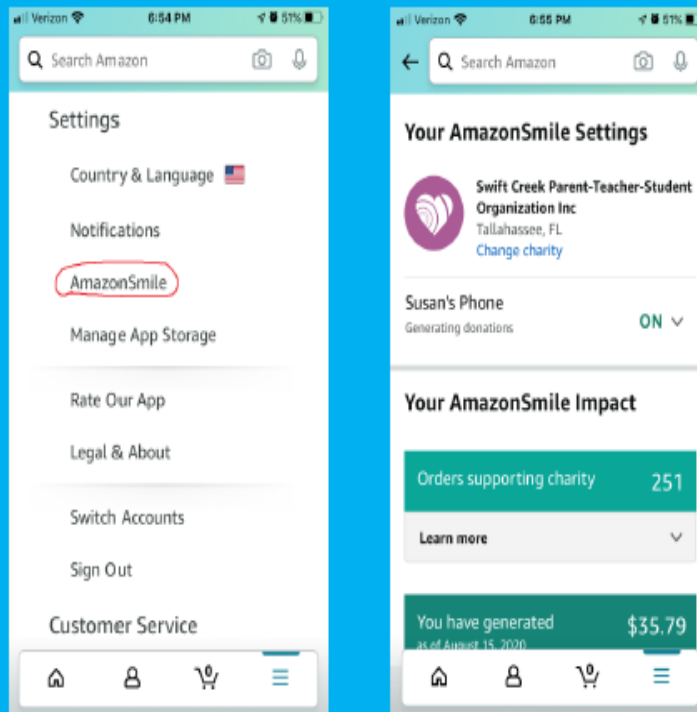 Verizon 6:54 PM 51%
Search Amazon
Settings
Country & Language
Notifications
AmazonSmile
Manage App Storage
Rate Our App
Legal & About
Switch Accounts
Sign Out
Customer Service
0
Verizon 6:55 PM 51%
Search Amazon
Your AmazonSmile Settings
Swift Creek Parent-Teacher-Student
Organization Inc
Tallahassee, FL
Change charity
Susan's Phone
Generating donations
ON
Your AmazonSmile Impact
Orders supporting charity 251
Learn more
You have generated $35.79
as of August 15, 2020
0